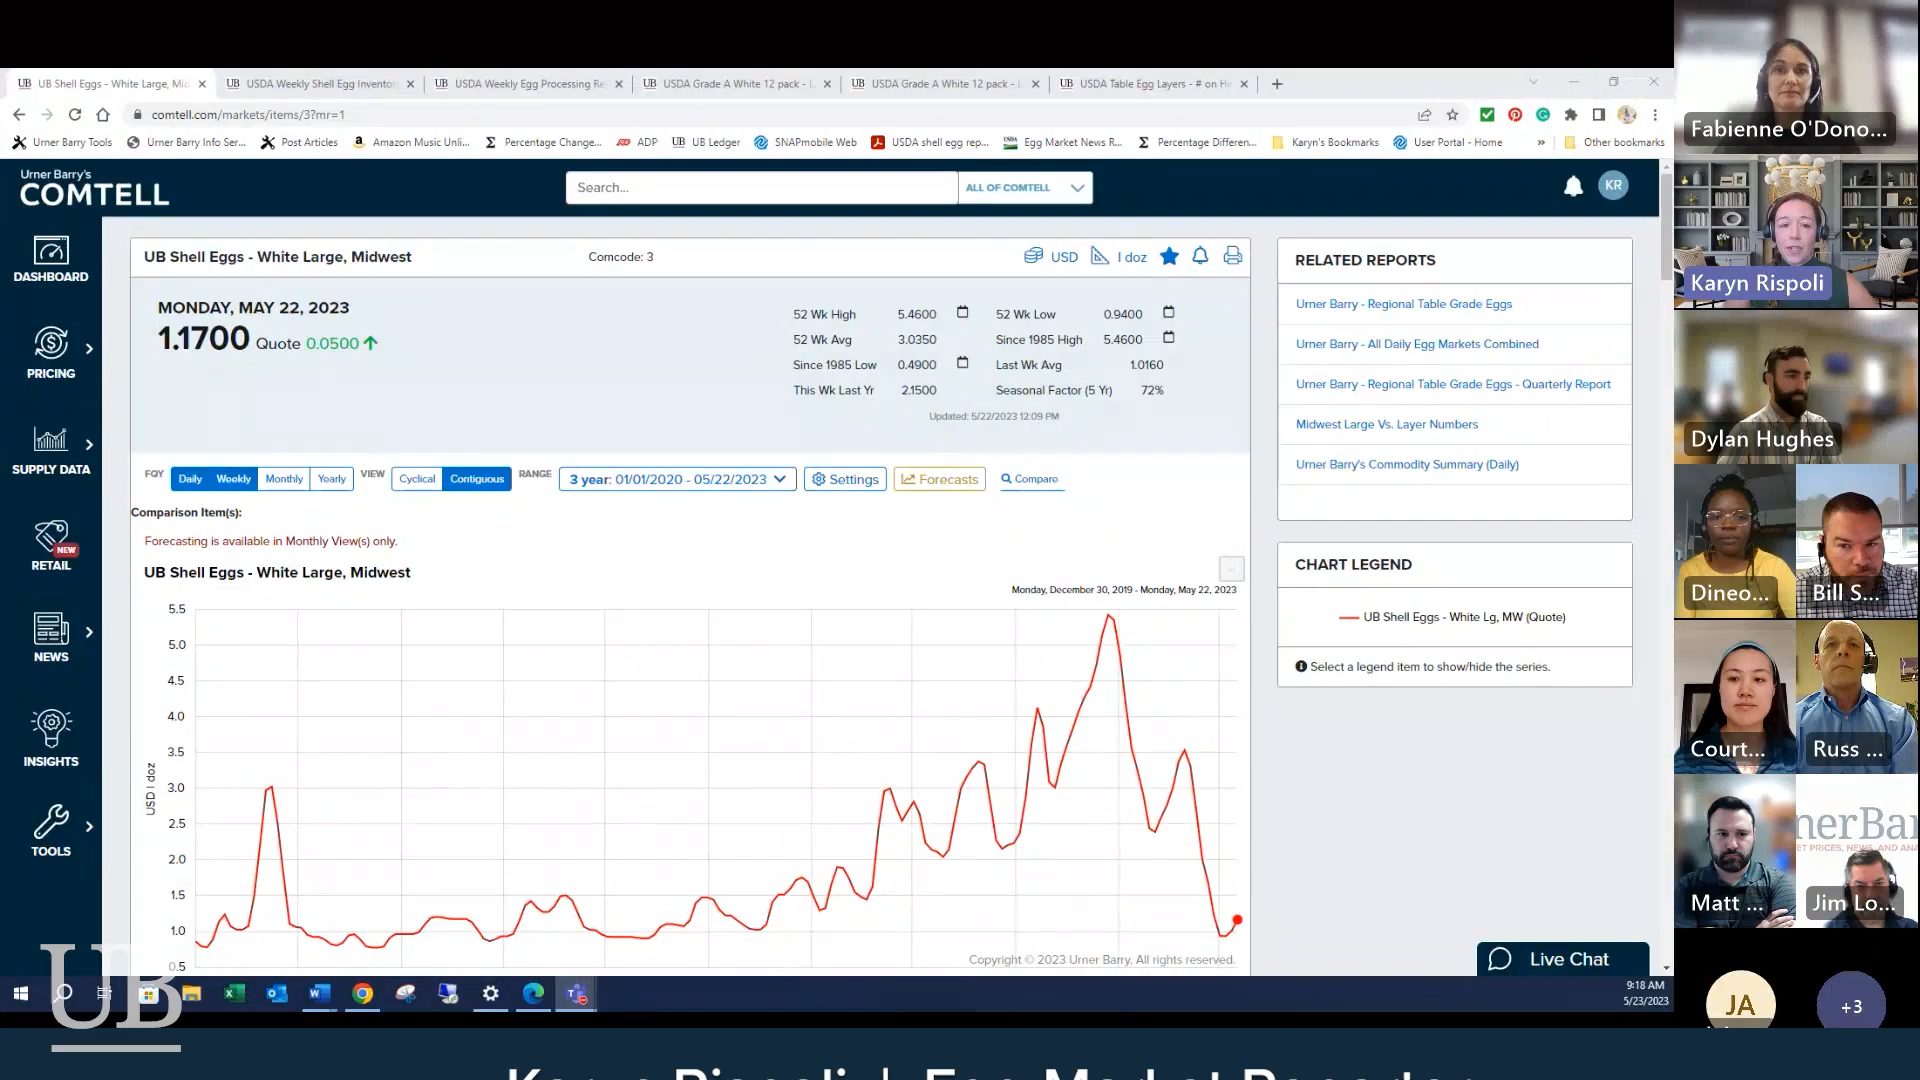 UB Shell Eggs - White Large, Mid
USDA Weekly Shell Egg Inventor
USDA Weekly Egg Processing Re
USDA Grade A White 12 pack - L
USDA Grade A White 12 pack - L
USDA Table Egg Layers - # on He
comtell.com/markets/items/3?mr=1
Urner Barry Tools
Urner Barry Info Ser...
Post Articles
Amazon Music Unli...
Percentage Change...
ADP
UB Ledger
SNAPmobile Web
USDA shell egg rep...
Egg Market News R...
Percentage Differen...
Karyn's Bookmarks
User Portal - Home
»
Other bookmarks
Urner Barry's
COMTELL
Search...
ALL OF COMTELL
KR
DASHBOARD
PRICING
SUPPLY DATA
NEW
RETAIL
NEWS
INSIGHTS
TOOLS
UB Shell Eggs - White Large, Midwest
Comcode: 3
USD
1 doz
MONDAY, MAY 22, 2023
1.1700 Quote 0.0500
52 Wk High 5.4600 52 Wk Low 0.9400
52 Wk Avg 3.0350 Since 1985 High 5.4600
Since 1985 Low 0.4900 Last Wk Avg 1.0160
This Wk Last Yr 2.1500 Seasonal Factor (5 Yr) 72%
Updated: 5/22/2023 12:09 PM
FQY Daily Weekly Monthly Yearly VIEW Cyclical Contiguous RANGE 3 year: 01/01/2020 - 05/22/2023 Settings Forecasts Compare
Comparison Item(s):
Forecasting is available in Monthly View(s) only.
UB Shell Eggs - White Large, Midwest
Monday, December 30, 2019 - Monday, May 22, 2023
5.5
5.0
4.5
4.0
3.5
3.0
2.5
2.0
1.5
1.0
0.5
USD | doz
Copyright © 2023 Urner Barry. All rights reserved.
RELATED REPORTS
Urner Barry - Regional Table Grade Eggs
Urner Barry - All Daily Egg Markets Combined
Urner Barry - Regional Table Grade Eggs - Quarterly Report
Midwest Large Vs. Layer Numbers
Urner Barry's Commodity Summary (Daily)
CHART LEGEND
UB Shell Eggs - White Lg, MW (Quote)
Select a legend item to show/hide the series.
Live Chat
9:18 AM
5/23/2023
UB
Fabienne O'Dono...
Karyn Rispoli
Dylan Hughes
Dineo...
Bill S...
Court...
Russ ...
nerBa
ET PRICES, NEWS, AND ANA
Matt ...
Jim Lo...
JA
+3
Karyn Rispoli | Egg Market Reporter